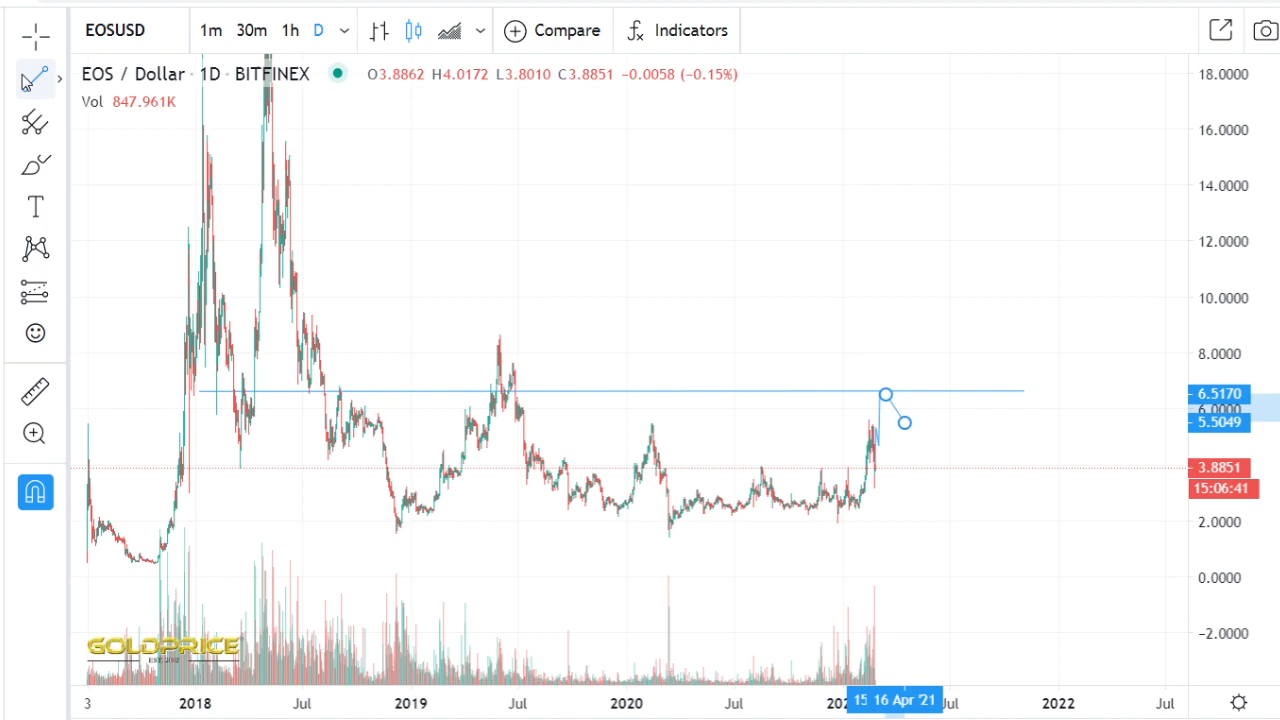 EOSUSD 1m 30m 1h D Compare Indicators
EOS / Dollar · 1D · BITFINEX O3.8862 H4.0172 L3.8010 C3.8851 −0.0058 (−0.15%)
Vol 847.961K
18.0000
16.0000
14.0000
12.0000
10.0000
8.0000
6.5170
6.0000
5.5049
3.8851
15:06:41
2.0000
0.0000
−2.0000
GOLDPRICE
3 2018 Jul 2019 Jul 2020 Jul 15 16 Apr '21 Jul 2022 Jul